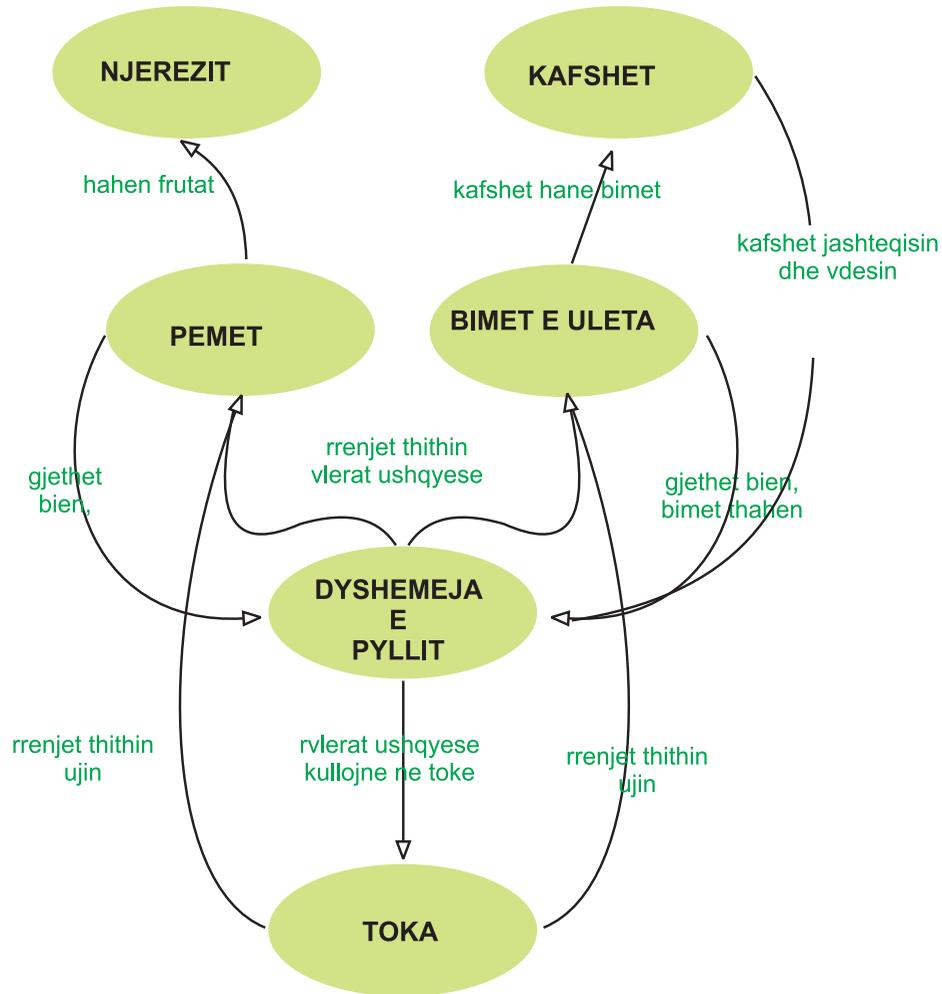 NJEREZIT
KAFSHET
hahen frutat
kafshet hane bimet
kafshet jashteqisin
dhe vdesin
PEMET
BIMET E ULETA
rrenjet thithin
vlerat ushqyese
gjethet
bien,
gjethet bien,
bimet thahen
DYSHEMEJA
E
PYLLIT
rrenjet thithin
ujin
rvlerat ushqyese
kullojne ne toke
rrenjet thithin
ujin
TOKA